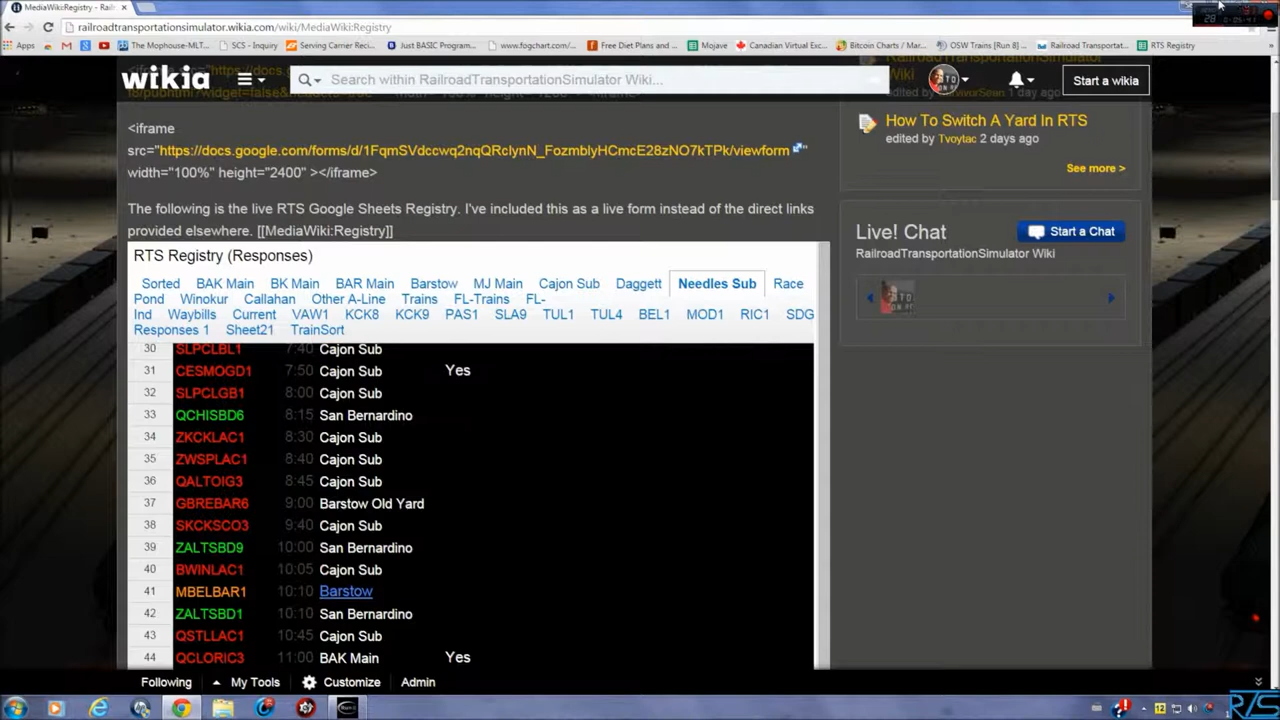 MediaWiki:Registry - Rail
railroadtransportationsimulator.wikia.com/wiki/MediaWiki:Registry
Apps The Mophouse-MLT... SCS - Inquiry Serving Carrier Reci... Just BASIC Program... www.fogchart.com/... Free Diet Plans and ... Mojave Canadian Virtual Exc... Bitcoin Charts / Mar... OSW Trains [Run 8] ... Railroad Transportat... RTS Registry
wikia
Search within RailroadTransportationSimulator Wiki...
Start a wikia
RailroadTransportationSimulator
Wiki
1 day ago
How To Switch A Yard In RTS
edited by Tvoytac 2 days ago
See more >
<iframe
src="https://docs.google.com/forms/d/1FqmSVdccwq2nqQRclynN_FozmblyHCmcE28zNO7kTPk/viewform "
width="100%" height="2400" ></iframe>
The following is the live RTS Google Sheets Registry. I've included this as a live form instead of the direct links
provided elsewhere. [[MediaWiki:Registry]]
Live! Chat
Start a Chat
RailroadTransportationSimulator Wiki
RTS Registry (Responses)
Sorted BAK Main BK Main BAR Main Barstow MJ Main Cajon Sub Daggett Needles Sub Race
Pond Winokur Callahan Other A-Line Trains FL-Trains FL-
Ind Waybills Current VAW1 KCK8 KCK9 PAS1 SLA9 TUL1 TUL4 BEL1 MOD1 RIC1 SDG
Responses 1 Sheet21 TrainSort
30 SLPCLBL1 7:40 Cajon Sub
31 CESMOGD1 7:50 Cajon Sub Yes
32 SLPCLGB1 8:00 Cajon Sub
33 QCHISBD6 8:15 San Bernardino
34 ZKCKLAC1 8:30 Cajon Sub
35 ZWSPLAC1 8:40 Cajon Sub
36 QALTOIG3 8:45 Cajon Sub
37 GBREBAR6 9:00 Barstow Old Yard
38 SKCKSCO3 9:40 Cajon Sub
39 ZALTSBD9 10:00 San Bernardino
40 BWINLAC1 10:05 Cajon Sub
41 MBELBAR1 10:10 Barstow
42 ZALTSBD1 10:10 San Bernardino
43 QSTLLAC1 10:45 Cajon Sub
44 QCLORIC3 11:00 BAK Main Yes
Following My Tools Customize Admin
12
RTS